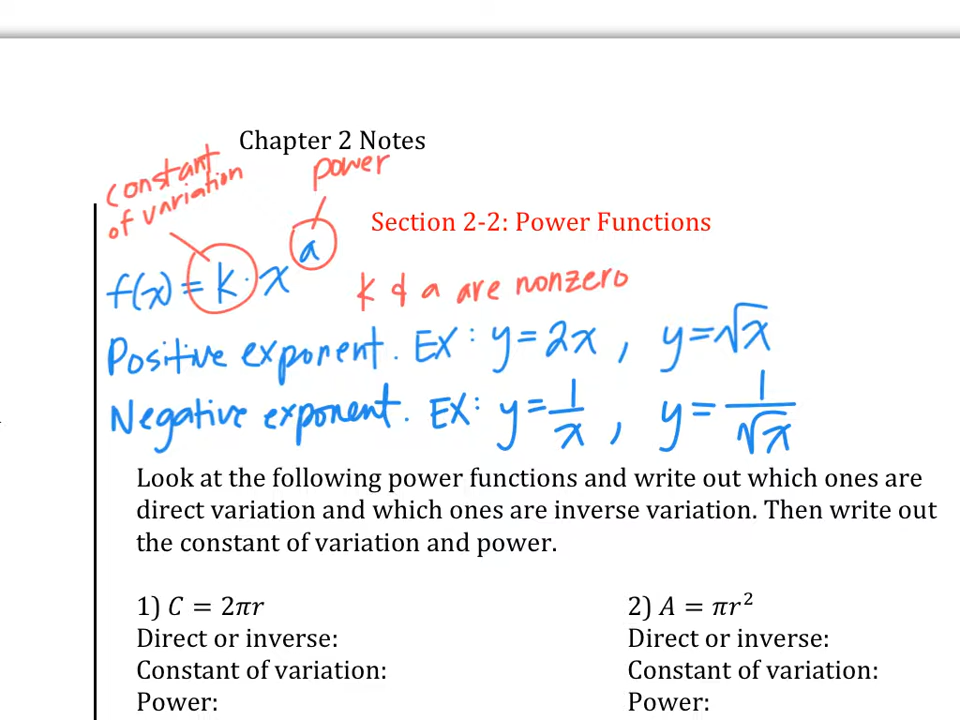 Chapter 2 Notes
constant of variation
power
Section 2-2: Power Functions
f(x) = k · x^a
k & a are nonzero
Positive exponent. EX: y = 2x, y = √x
Negative exponent. EX: y = 1/x, y = 1/√x
Look at the following power functions and write out which ones are
direct variation and which ones are inverse variation. Then write out
the constant of variation and power.
1) C = 2πr
Direct or inverse:
Constant of variation:
Power:
2) A = πr²
Direct or inverse:
Constant of variation:
Power: